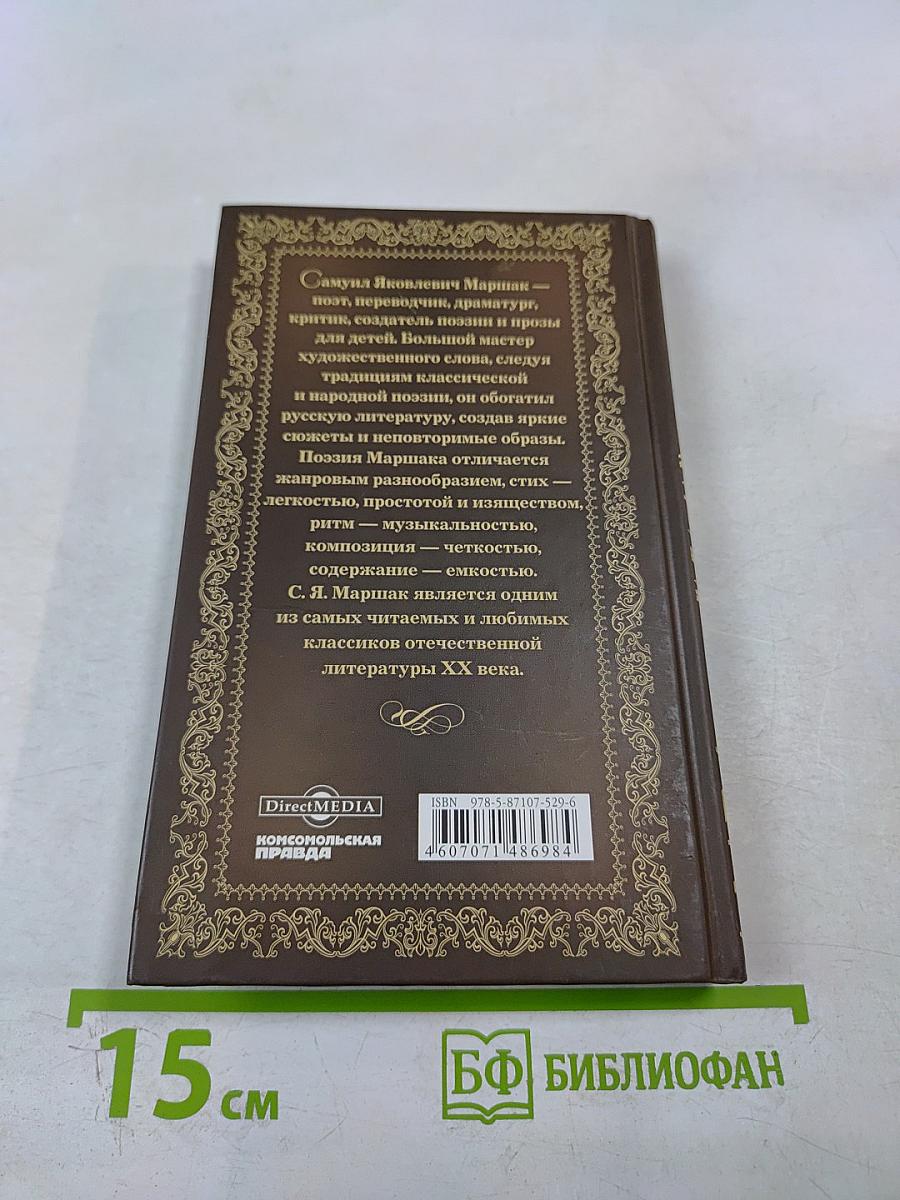 Самуил Яковлевич Маршак —
поэт, переводчик, драматург,
критик, создатель поэзии и прозы
для детей. Большой мастер
художественного слова, следуя
традициям классической
и народной поэзии, он обогатил
русскую литературу, создав яркие
сюжеты и неповторимые образы.
Поэзия Маршака отличается
жанровым разнообразием, стих —
легкостью, простотой и изяществом,
ритм — музыкальностью,
композиция — четкостью,
содержание — емкостью.
С. Я. Маршак является одним
из самых читаемых и любимых
классиков отечественной
литературы XX века.
DirectMEDIA
КОМСОМОЛЬСКАЯ
ПРАВДА
ISBN 978-5-87107-529-6
4607071 486984
15 см
БФ БИБЛИОФАН